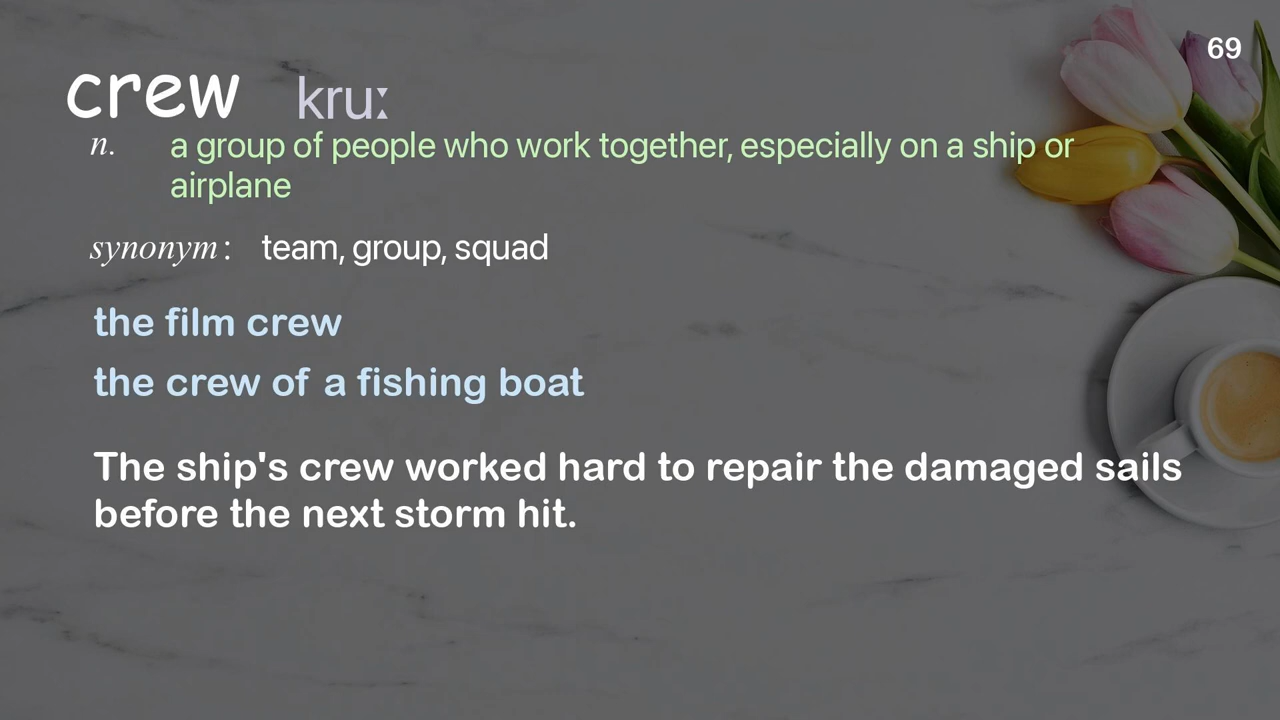 69
crew kruː
n. a group of people who work together, especially on a ship or
airplane
synonym: team, group, squad
the film crew
the crew of a fishing boat
The ship's crew worked hard to repair the damaged sails
before the next storm hit.